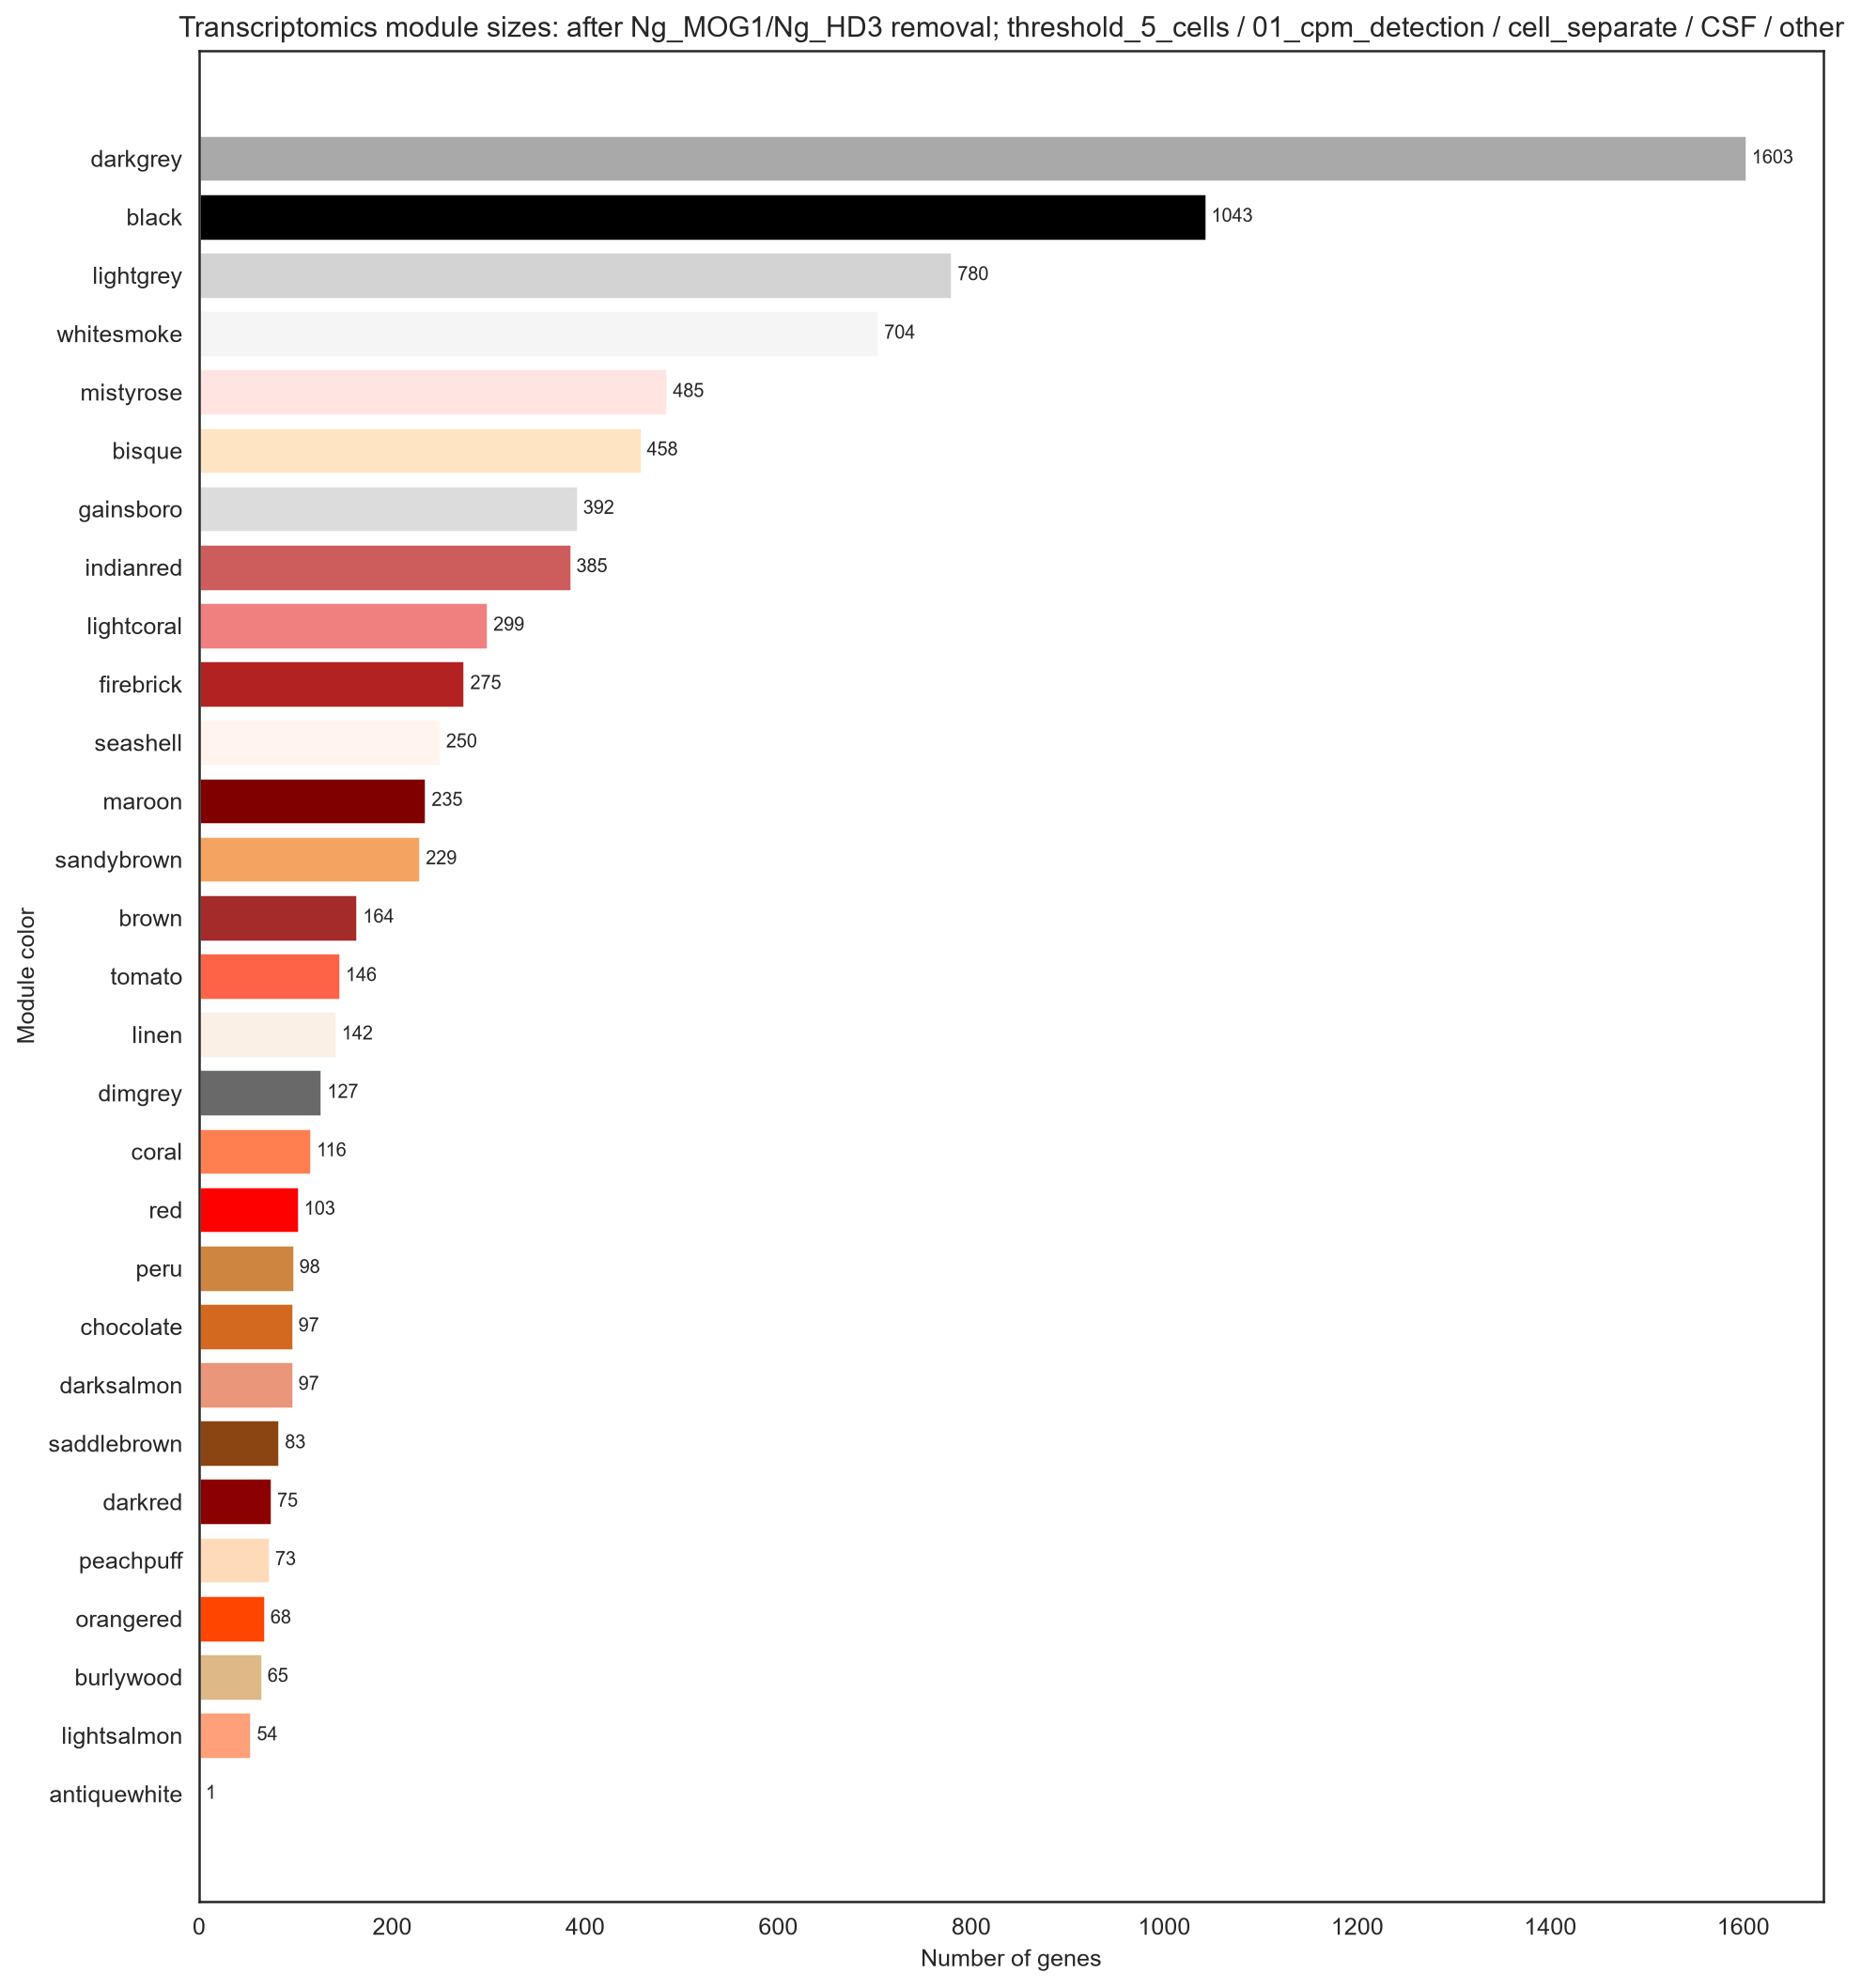 Transcriptomics module sizes: after Ng_MOG1/Ng_HD3 removal; threshold_5_cells / 01_cpm_detection / cell_separate / CSF / other
darkgrey 1603
black 1043
lightgrey 780
whitesmoke 704
mistyrose 485
bisque 458
gainsboro 392
indianred 385
lightcoral 299
firebrick 275
seashell 250
maroon 235
sandybrown 229
brown 164
tomato 146
linen 142
dimgrey 127
coral 116
red 103
peru 98
chocolate 97
darksalmon 97
saddlebrown 83
darkred 75
peachpuff 73
orangered 68
burlywood 65
lightsalmon 54
antiquewhite 1
Module color
0 200 400 600 800 1000 1200 1400 1600
Number of genes